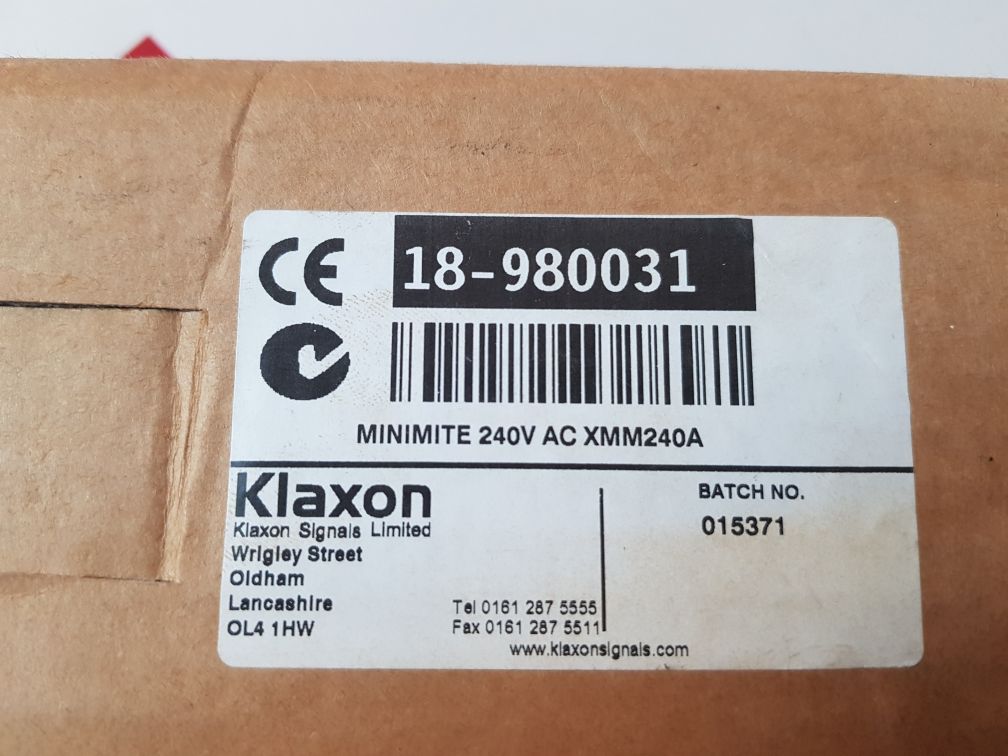 CE 18-980031
MINIMITE 240V AC XMM240A
Klaxon
Klaxon Signals Limited
Wrigley Street
Oldham
Lancashire
OL4 1HW
Tel 0161 287 5555
Fax 0161 287 5511
www.klaxonsignals.com
BATCH NO.
015371